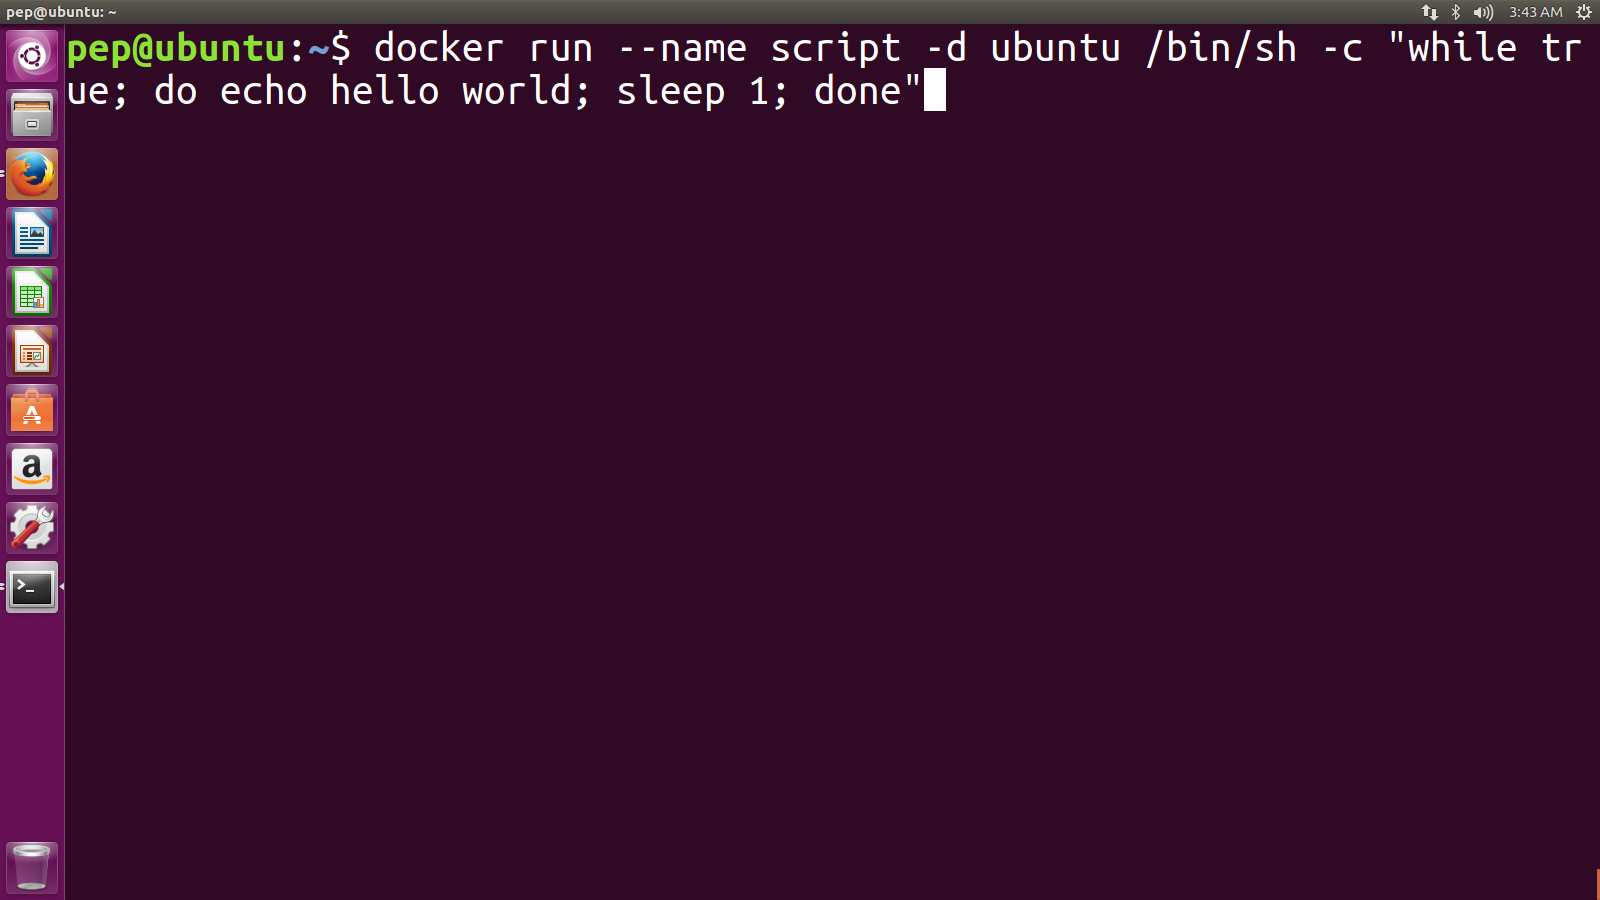 pep@ubuntu: ~
3:43 AM
pep@ubuntu:~$ docker run --name script -d ubuntu /bin/sh -c "while tr
ue; do echo hello world; sleep 1; done"
A
a
>_